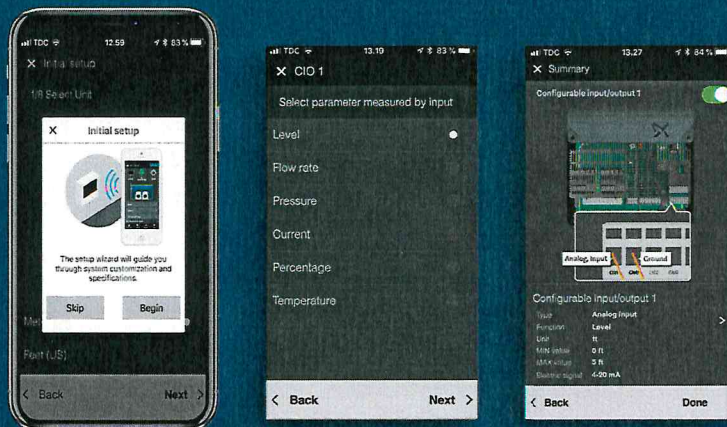 TDC 12.59 83%
Initial setup
1/8 Select Unit
Initial setup
The setup wizard will guide you
through system customization and
specifications.
Skip Begin
Feet (US)
Back Next
TDC 13.19 83%
CIO 1
Select parameter measured by input
Level
Flow rate
Pressure
Current
Percentage
Temperature
Back Next
TDC 13.27 84%
Summary
Configurable input/output 1
Analog, Input Ground
Configurable input/output 1
Type Analog input
Function Level
Unit ft
MIN value 0 ft
MAX value 5 ft
Electric signal 4-20 mA
Back Done